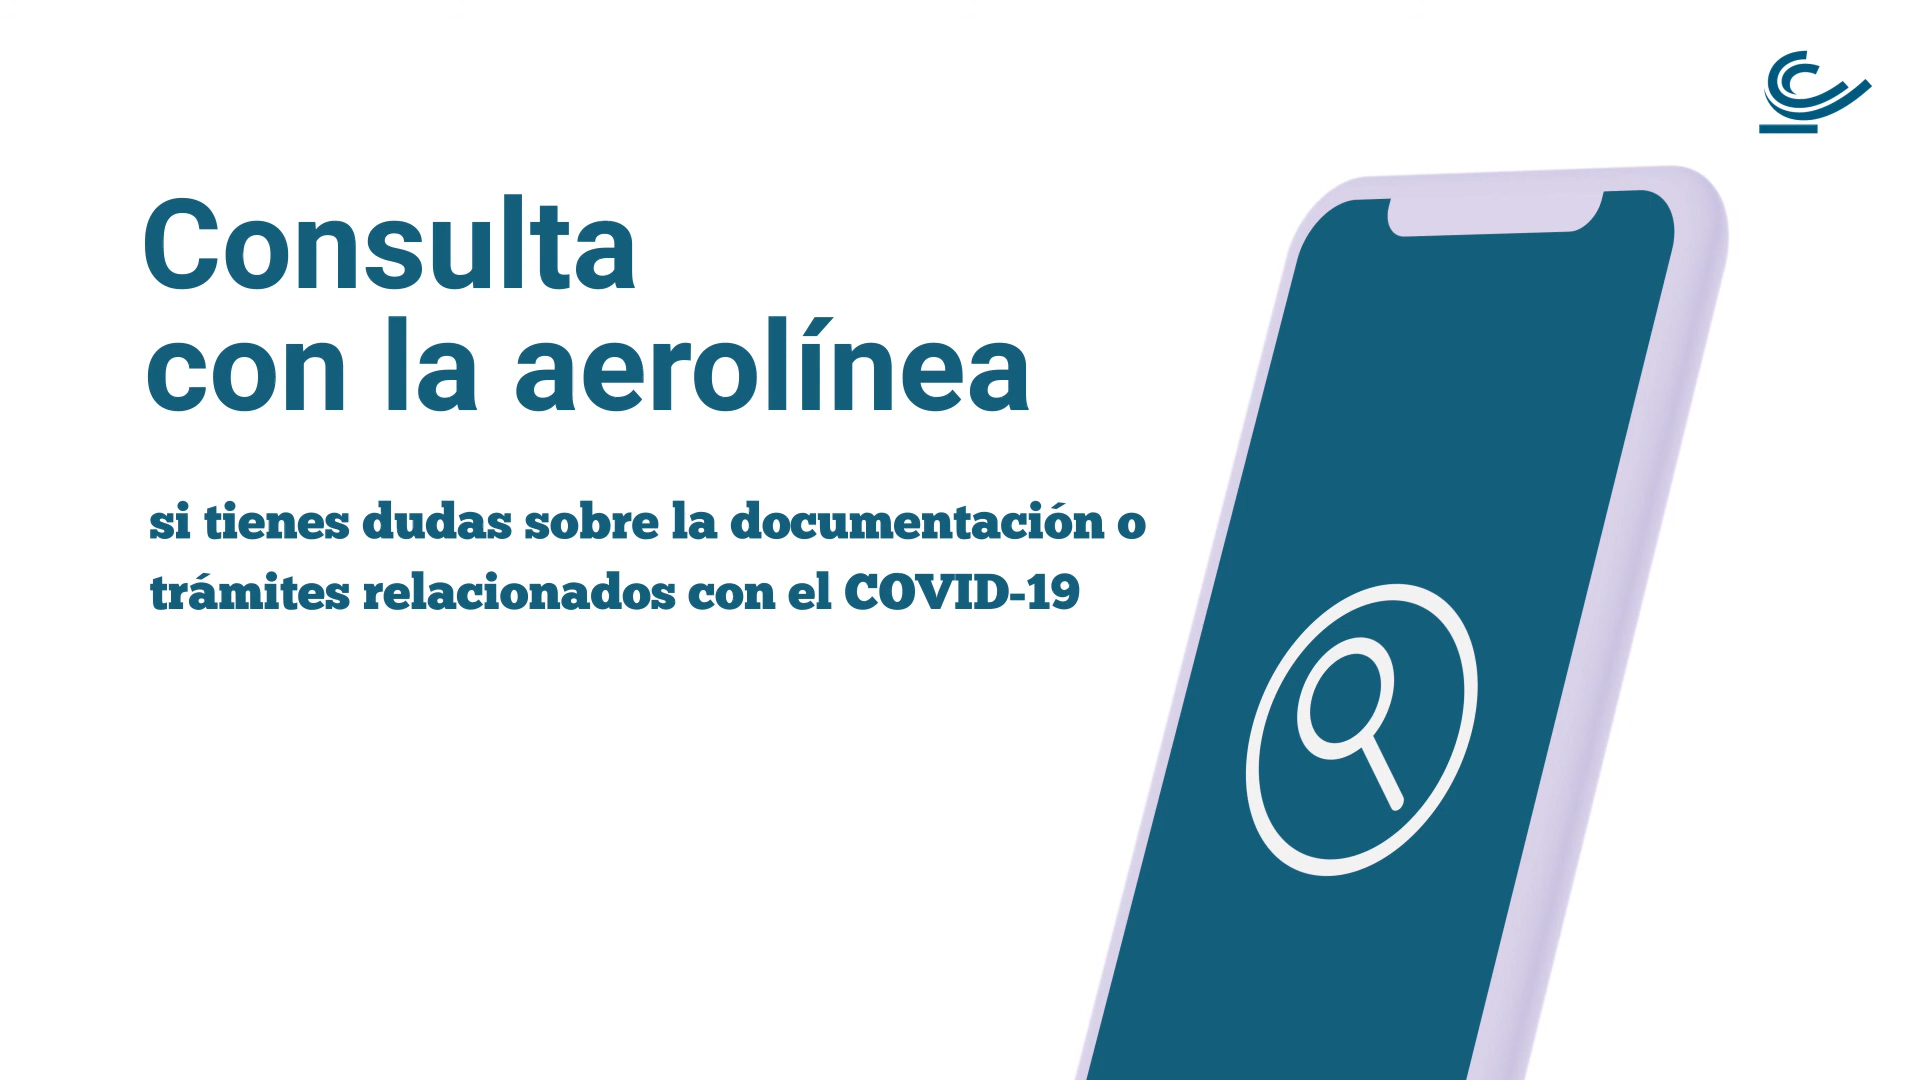 Consulta
con la aerolínea
si tienes dudas sobre la documentación o
trámites relacionados con el COVID-19